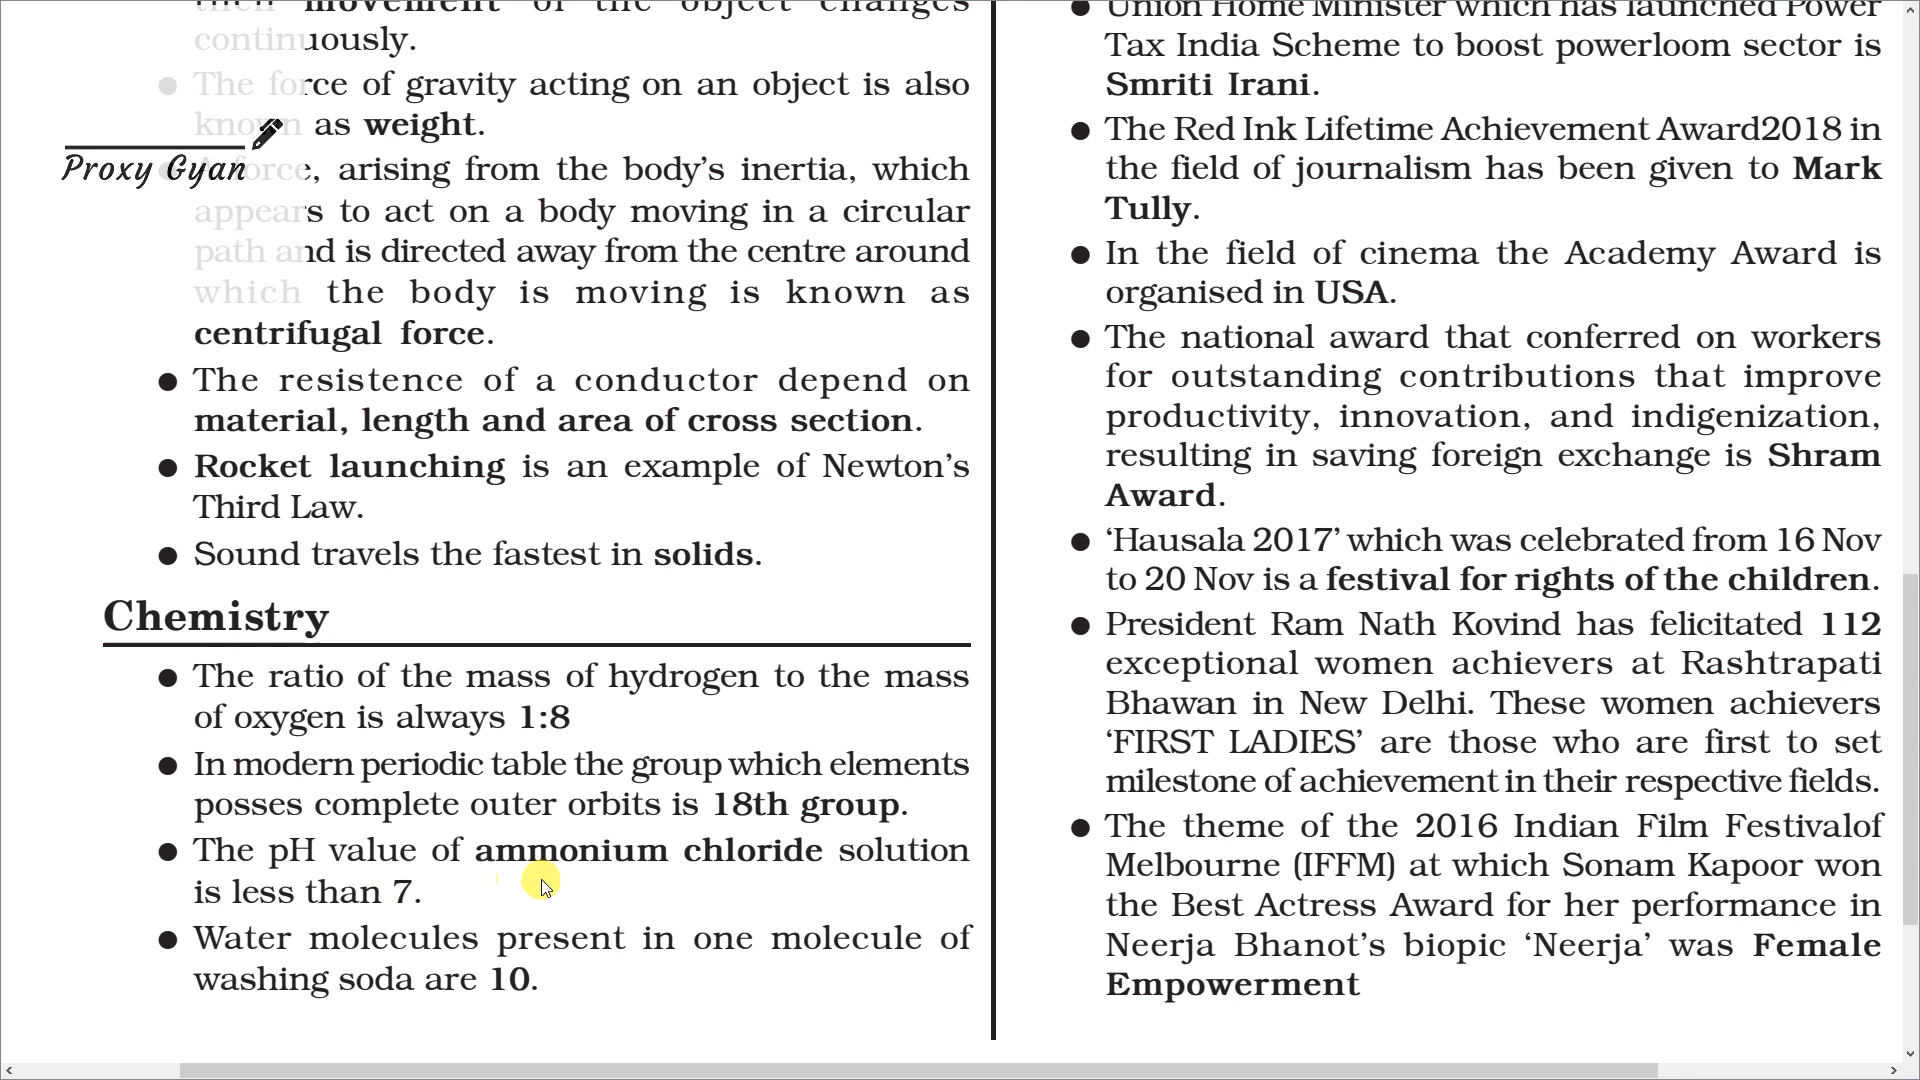 their movement of the object changes
continuously.
● The force of gravity acting on an object is also
known as weight.
Proxy Gyan
● A force, arising from the body's inertia, which
appears to act on a body moving in a circular
path and is directed away from the centre around
which the body is moving is known as
centrifugal force.
● The resistence of a conductor depend on
material, length and area of cross section.
● Rocket launching is an example of Newton's
Third Law.
● Sound travels the fastest in solids.
Chemistry
● The ratio of the mass of hydrogen to the mass
of oxygen is always 1:8
● In modern periodic table the group which elements
posses complete outer orbits is 18th group.
● The pH value of ammonium chloride solution
is less than 7.
● Water molecules present in one molecule of
washing soda are 10.
● Union Home Minister which has launched Power
Tax India Scheme to boost powerloom sector is
Smriti Irani.
● The Red Ink Lifetime Achievement Award2018 in
the field of journalism has been given to Mark
Tully.
● In the field of cinema the Academy Award is
organised in USA.
● The national award that conferred on workers
for outstanding contributions that improve
productivity, innovation, and indigenization,
resulting in saving foreign exchange is Shram
Award.
● 'Hausala 2017' which was celebrated from 16 Nov
to 20 Nov is a festival for rights of the children.
● President Ram Nath Kovind has felicitated 112
exceptional women achievers at Rashtrapati
Bhawan in New Delhi. These women achievers
'FIRST LADIES' are those who are first to set
milestone of achievement in their respective fields.
● The theme of the 2016 Indian Film Festivalof
Melbourne (IFFM) at which Sonam Kapoor won
the Best Actress Award for her performance in
Neerja Bhanot's biopic 'Neerja' was Female
Empowerment